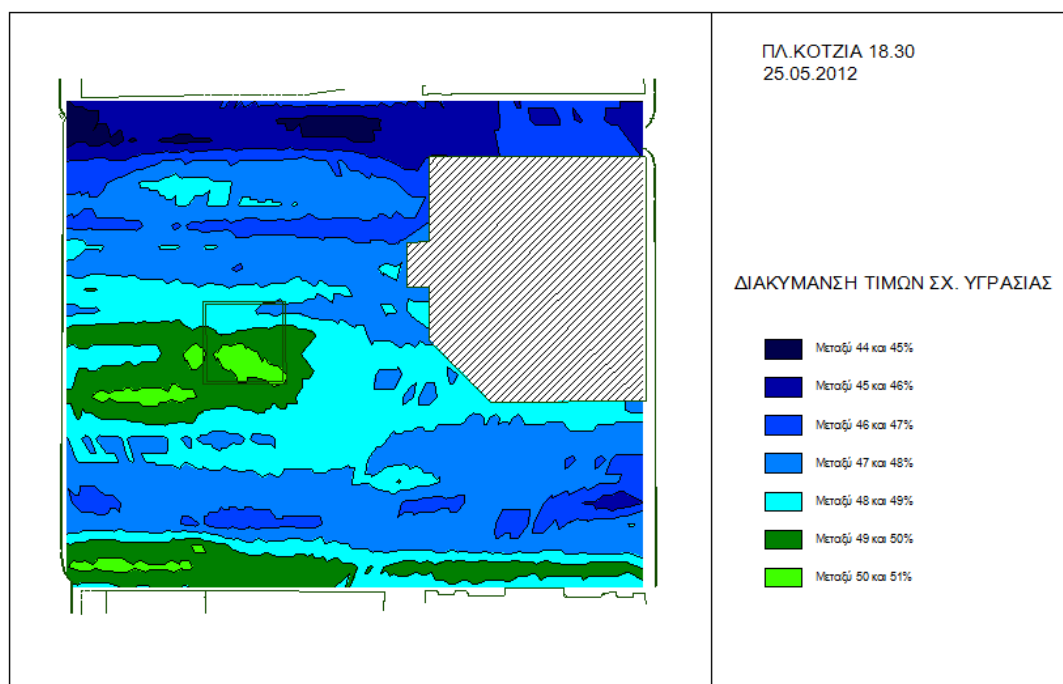 ΠΛ.ΚΟΤΖΙΑ 18.30
25.05.2012
ΔΙΑΚΥΜΑΝΣΗ ΤΙΜΩΝ ΣΧ. ΥΓΡΑΣΙΑΣ
Μεταξύ 44 και 45%
Μεταξύ 45 και 46%
Μεταξύ 46 και 47%
Μεταξύ 47 και 48%
Μεταξύ 48 και 49%
Μεταξύ 49 και 50%
Μεταξύ 50 και 51%